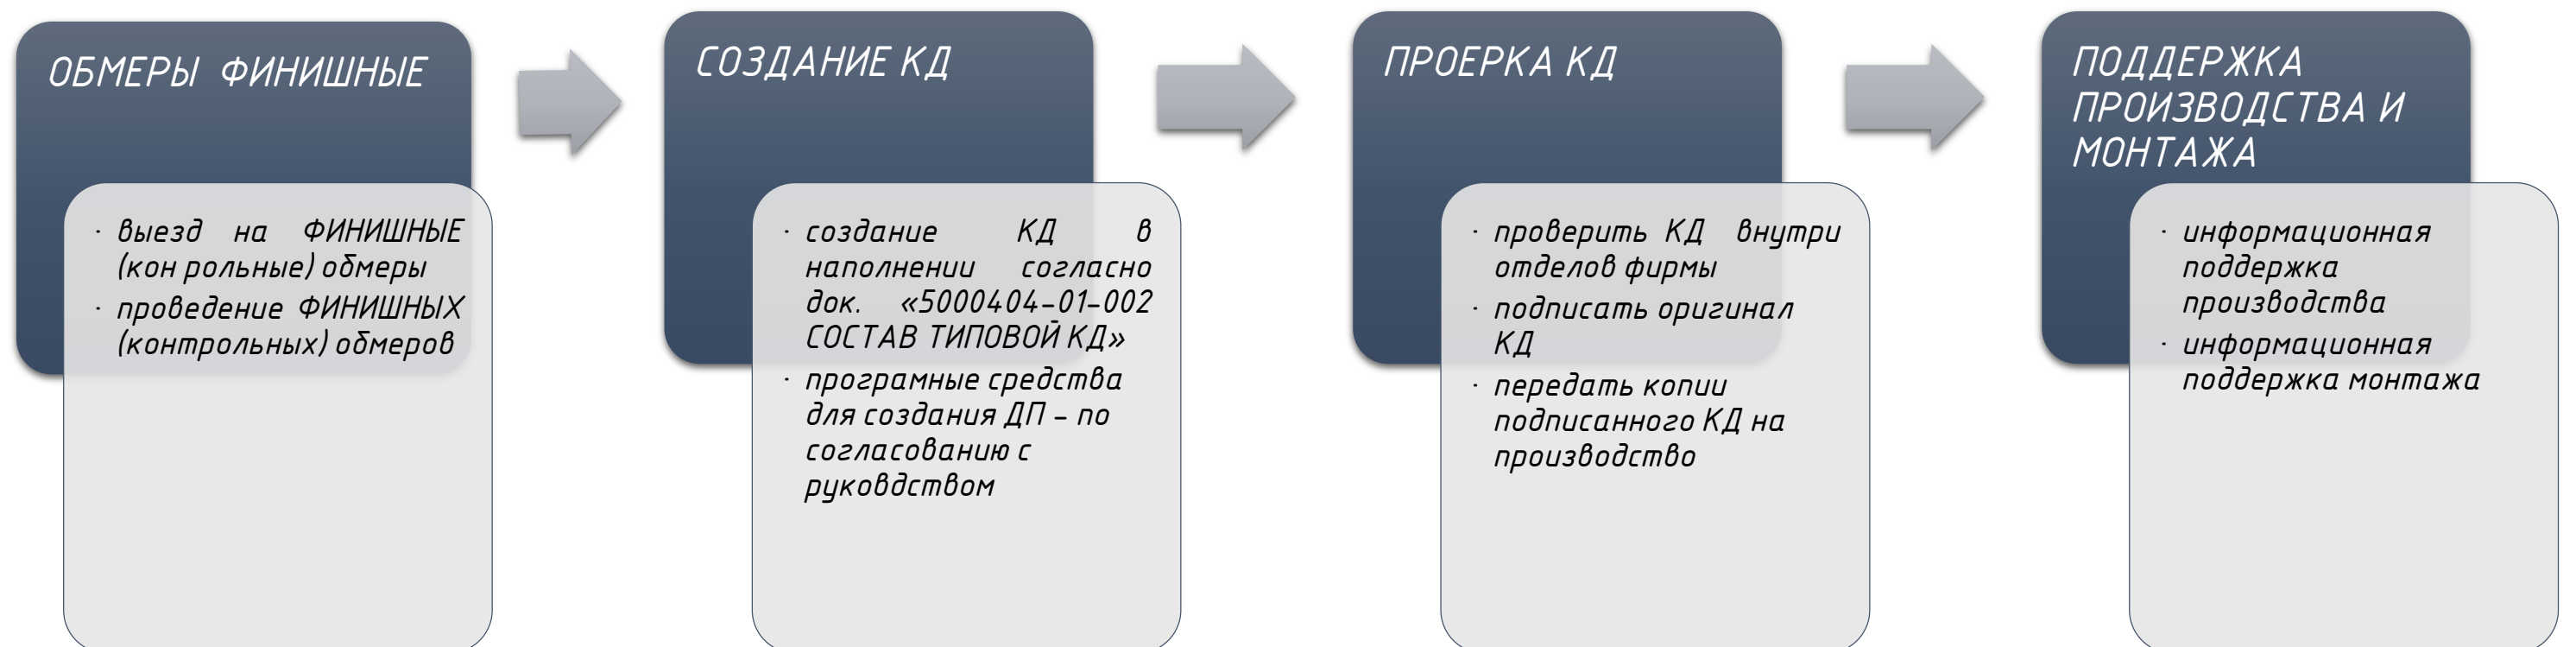 ОБМЕРЫ ФИНИШНЫЕ
· выезд на ФИНИШНЫЕ
(кон рольные) обмеры
· проведение ФИНИШНЫХ
(контрольных) обмеров
СОЗДАНИЕ КД
· создание КД в
наполнении согласно
док. «5000404-01-002
СОСТАВ ТИПОВОЙ КД»
· програмные средства
для создания ДП - по
согласованию с
руковдством
ПРОЕРКА КД
· проверить КД внутри
отделов фирмы
· подписать оригинал
КД
· передать копии
подписанного КД на
производство
ПОДДЕРЖКА
ПРОИЗВОДСТВА И
МОНТАЖА
· информационная
поддержка
производства
· информационная
поддержка монтажа